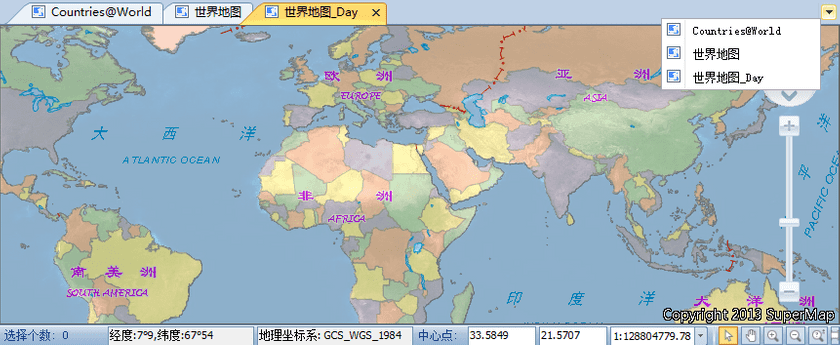 Countries@World 世界地图 世界地图_Day
Countries@World
世界地图
世界地图_Day
欧 洲
EUROPE
亚 洲
ASIA
大 西 洋
ATLANTIC OCEAN
平 洋
PACIFIC OCEAN
非 洲
AFRICA
南 美 洲
SOUTH AMERICA
印 度 洋
大 洋 洲
Copyright 2013 SuperMap
选择个数: 0 经度:7°9,纬度:67°54 地理坐标系: GCS_WGS_1984 中心点: 33.5849 21.5707 1:128804779.78